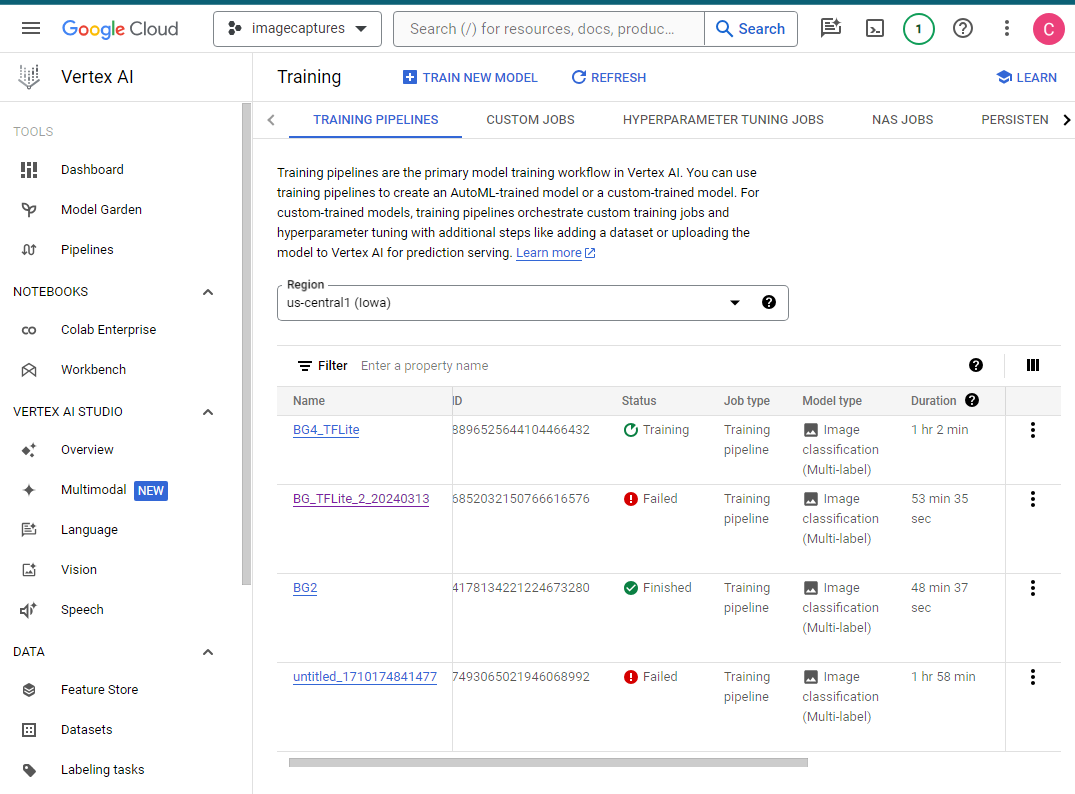 Google Cloud
imagecaptures
Search (/) for resources, docs, produc...
Search
1
C
Vertex AI
Training
TRAIN NEW MODEL
REFRESH
LEARN
TOOLS
Dashboard
Model Garden
Pipelines
NOTEBOOKS
Colab Enterprise
Workbench
VERTEX AI STUDIO
Overview
Multimodal NEW
Language
Vision
Speech
DATA
Feature Store
Datasets
Labeling tasks
TRAINING PIPELINES
CUSTOM JOBS
HYPERPARAMETER TUNING JOBS
NAS JOBS
PERSISTEN
Training pipelines are the primary model training workflow in Vertex AI. You can use
training pipelines to create an AutoML-trained model or a custom-trained model. For
custom-trained models, training pipelines orchestrate custom training jobs and
hyperparameter tuning with additional steps like adding a dataset or uploading the
model to Vertex AI for prediction serving. Learn more
Region
us-central1 (Iowa)
Filter Enter a property name
Name ID Status Job type Model type Duration
BG4_TFLite 8896525644104466432 Training Training Image 1 hr 2 min
pipeline classification
(Multi-label)
BG_TFLite_2_20240313 6852032150766616576 Failed Training Image 53 min 35
pipeline classification sec
(Multi-label)
BG2 4178134221224673280 Finished Training Image 48 min 37
pipeline classification sec
(Multi-label)
untitled_1710174841477 7493065021946068992 Failed Training Image 1 hr 58 min
pipeline classification
(Multi-label)